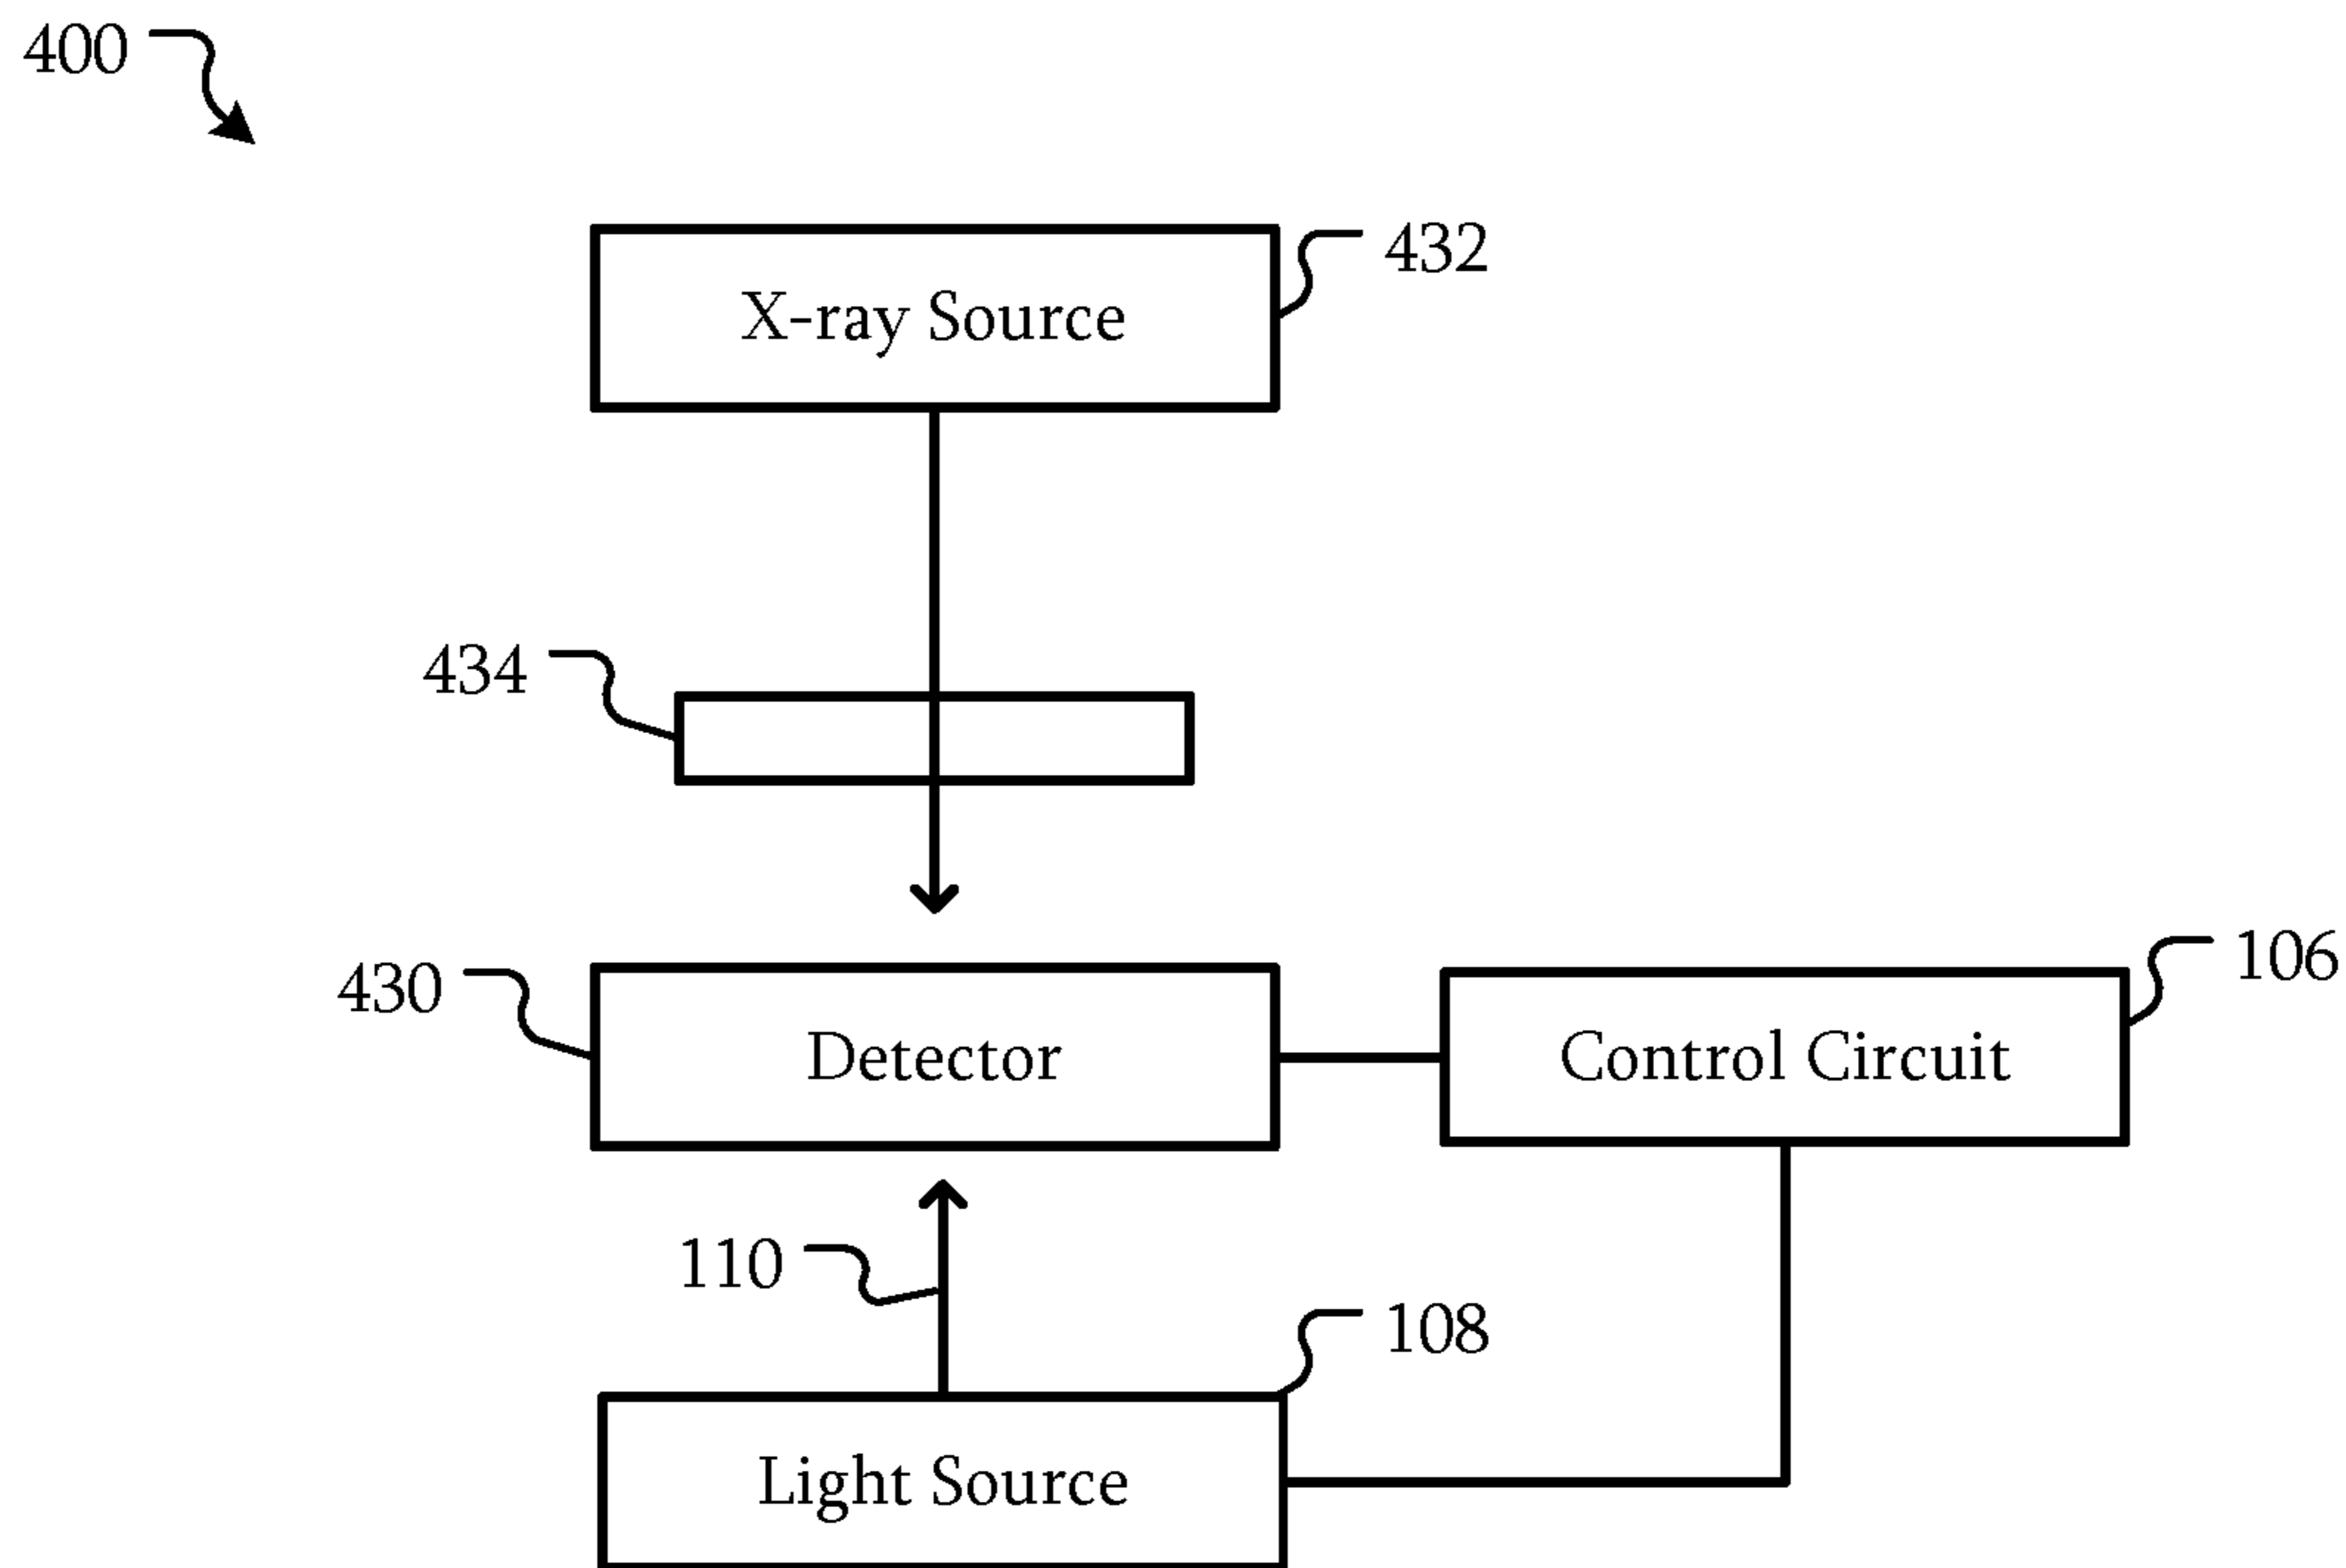 400
X-ray Source
432
434
430
Detector
Control Circuit
106
110
108
Light Source